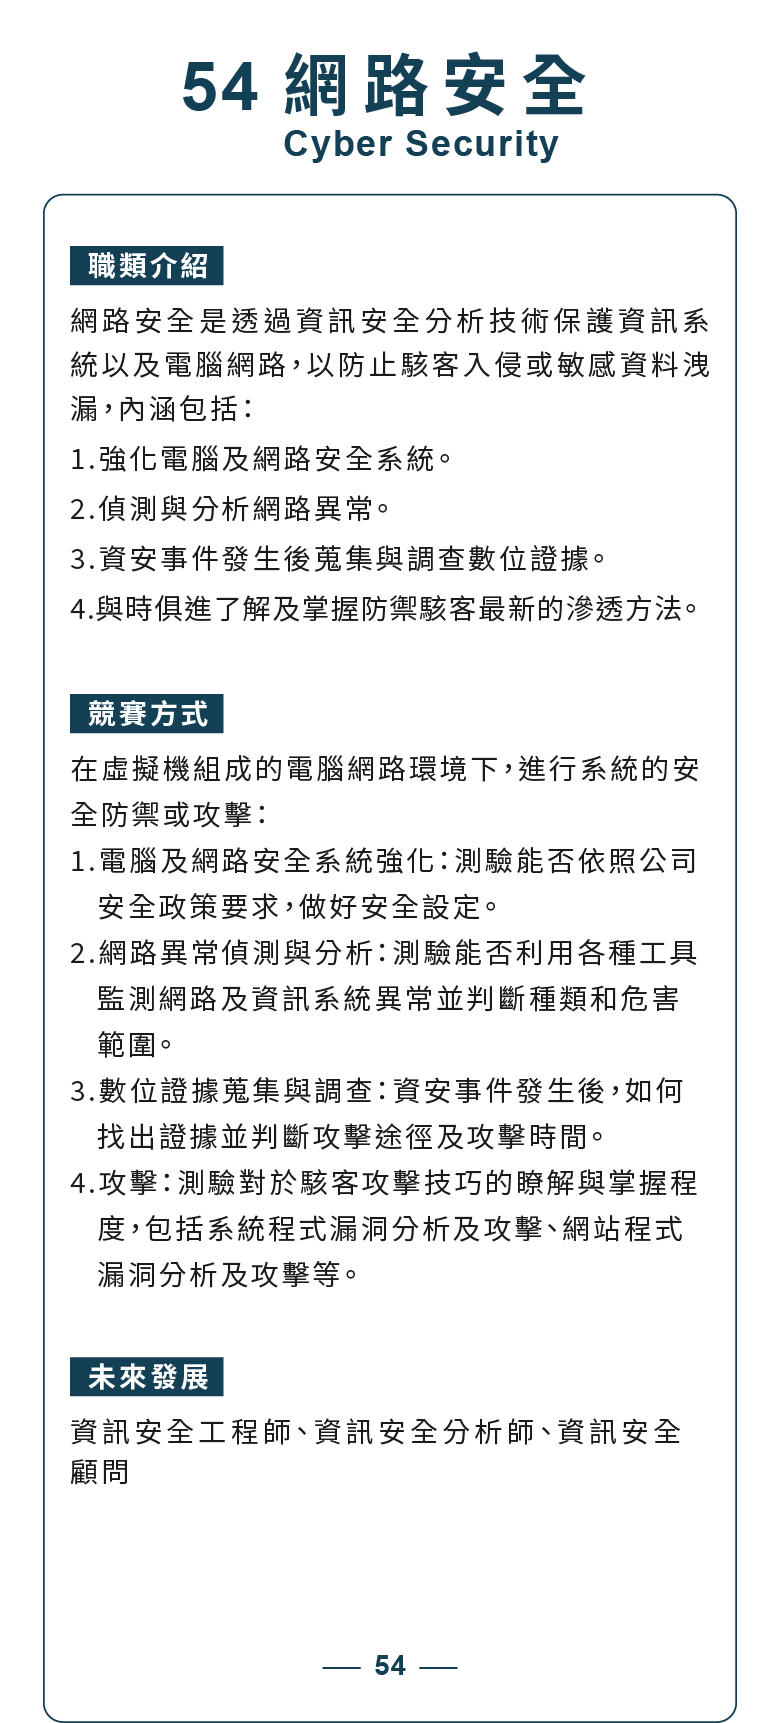 54 網路安全
Cyber Security
職類介紹
網路安全是透過資訊安全分析技術保護資訊系
統以及電腦網路，以防止駭客入侵或敏感資料洩
漏，內涵包括：
1.強化電腦及網路安全系統。
2.偵測與分析網路異常。
3.資安事件發生後蒐集與調查數位證據。
4.與時俱進了解及掌握防禦駭客最新的滲透方法。
競賽方式
在虛擬機組成的電腦網路環境下，進行系統的安
全防禦或攻擊：
1.電腦及網路安全系統強化：測驗能否依照公司
安全政策要求，做好安全設定。
2.網路異常偵測與分析：測驗能否利用各種工具
監測網路及資訊系統異常並判斷種類和危害
範圍。
3.數位證據蒐集與調查：資安事件發生後，如何
找出證據並判斷攻擊途徑及攻擊時間。
4.攻擊：測驗對於駭客攻擊技巧的瞭解與掌握程
度，包括系統程式漏洞分析及攻擊、網站程式
漏洞分析及攻擊等。
未來發展
資訊安全工程師、資訊安全分析師、資訊安全
顧問
54